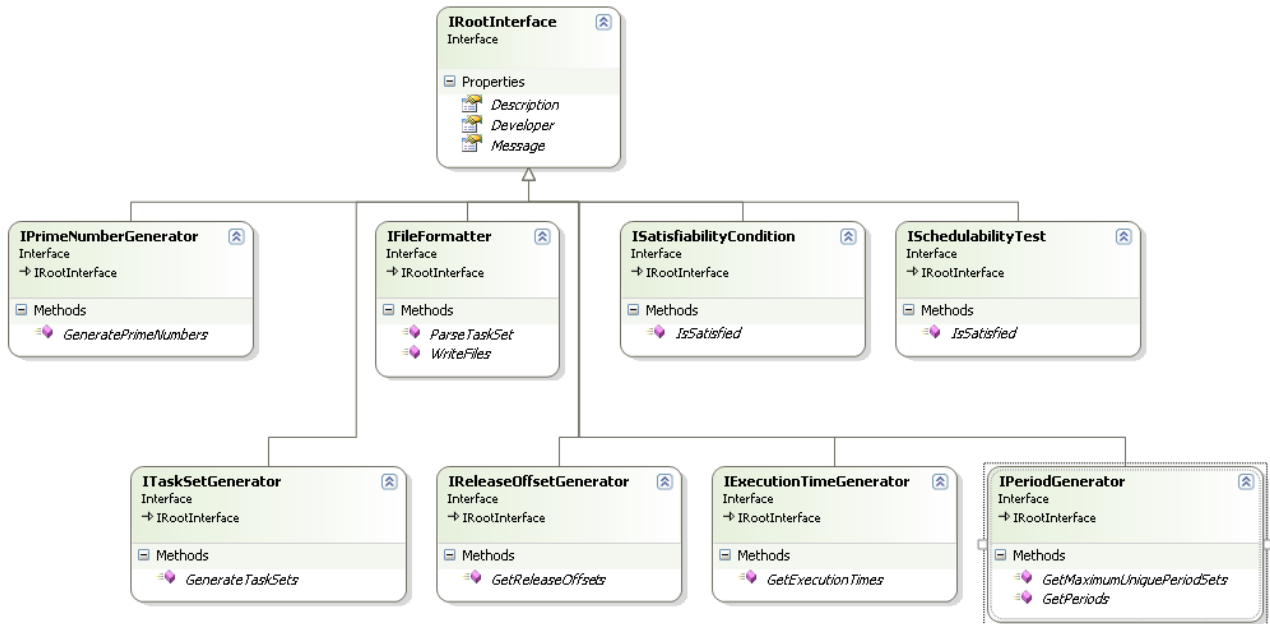 IRootInterface
Interface
Properties
Description
Developer
Message
IPrimeNumberGenerator
Interface
IRootInterface
Methods
GeneratePrimeNumbers
IFileFormatter
Interface
IRootInterface
Methods
ParseTaskSet
WriteFiles
ISatisfiabilityCondition
Interface
IRootInterface
Methods
IsSatisfied
ISchedulabilityTest
Interface
IRootInterface
Methods
IsSatisfied
ITaskSetGenerator
Interface
IRootInterface
Methods
GenerateTaskSets
IReleaseOffsetGenerator
Interface
IRootInterface
Methods
GetReleaseOffsets
IExecutionTimeGenerator
Interface
IRootInterface
Methods
GetExecutionTimes
IPeriodGenerator
Interface
IRootInterface
Methods
GetMaximumUniquePeriodSets
GetPeriods